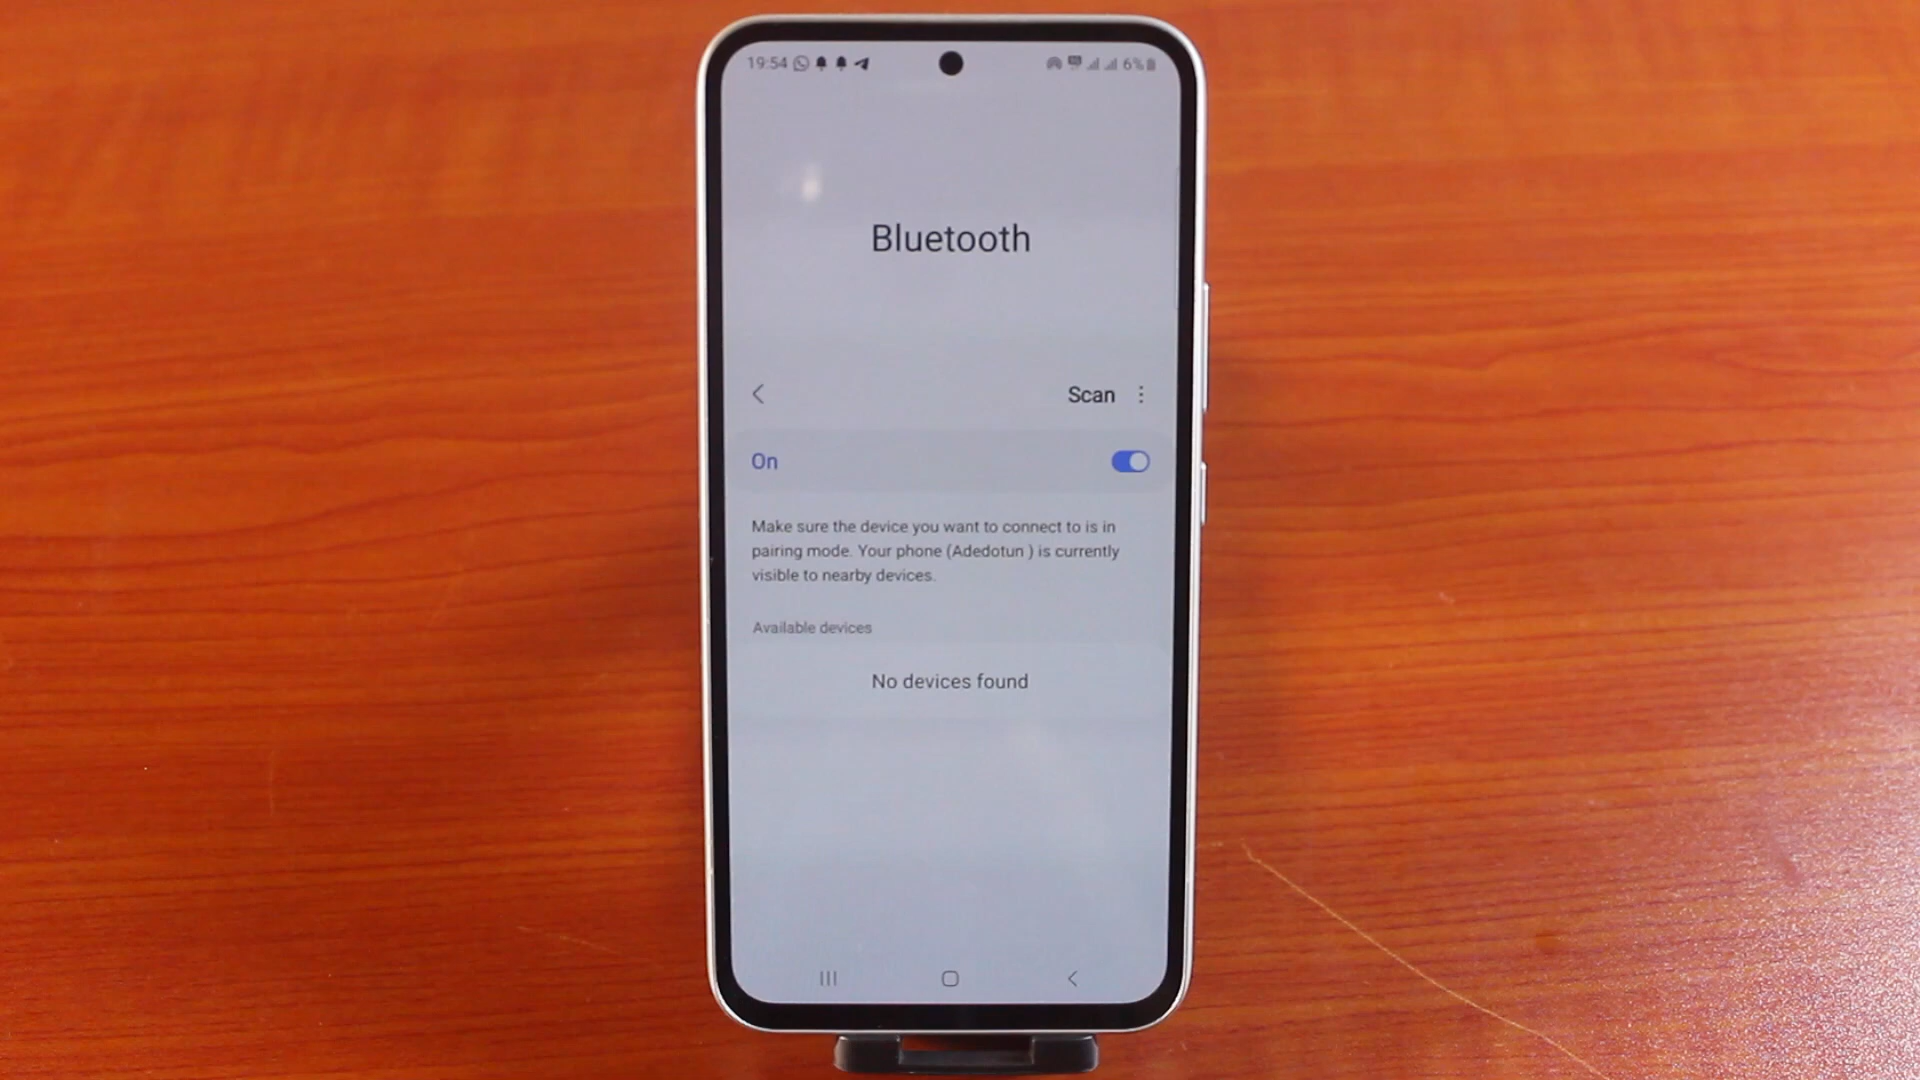 19:54 6%
Bluetooth
Scan
On
Make sure the device you want to connect to is in
pairing mode. Your phone (Adedotun ) is currently
visible to nearby devices.
Available devices
No devices found